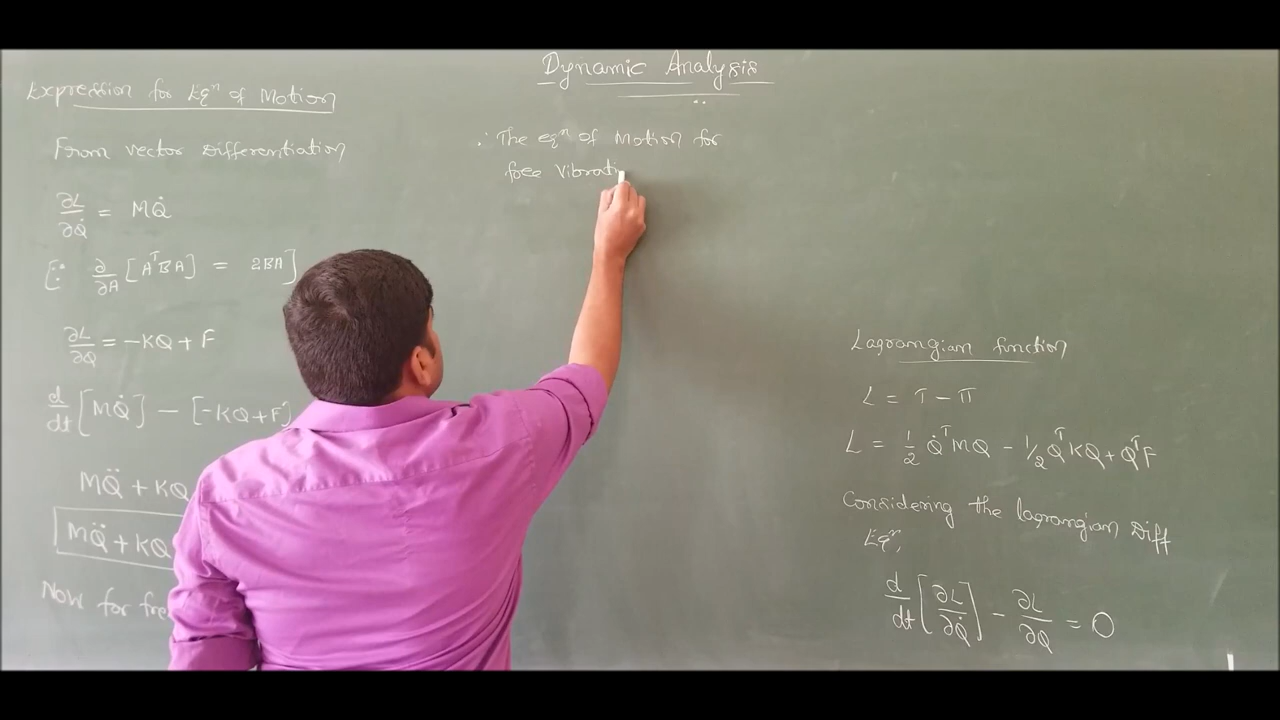 Dynamic Analysis
Expression for Eqⁿ of Motion
From vector Differentiation
∂L/∂Q̇ = MQ̇
[∵ ∂/∂A [AᵀBA] = 2BA]
∂L/∂Q = -KQ + F
d/dt [MQ̇] - [-KQ+F]
MQ̈ + KQ
MQ̈ + KQ
Now for fre
∴ The eqⁿ of Motion for
free Vibrati
Lagrangian function
L = T - π
L = 1/2 Q̇ᵀMQ - 1/2 QᵀKQ + QᵀF
Considering the lagrangian Diff
Eqⁿ,
d/dt [∂L/∂Q̇] - ∂L/∂Q = 0